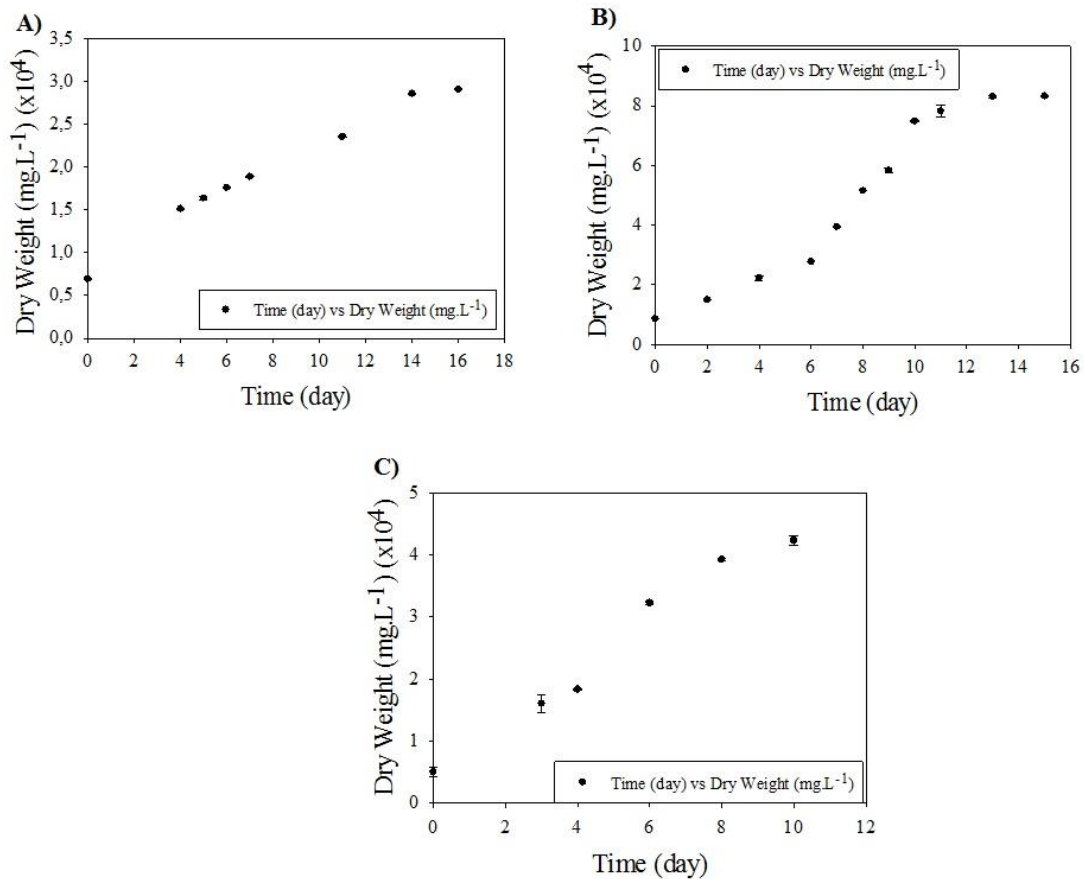 A)
Dry Weight (mg.L-1) (x104)
3,5
3,0
2,5
2,0
1,5
1,0
0,5
0,0
Time (day) vs Dry Weight (mg.L-1)
0 2 4 6 8 10 12 14 16 18
Time (day)
B)
Dry Weight (mg.L-1) (x104)
10
8
6
4
2
0
Time (day) vs Dry Weight (mg.L-1)
0 2 4 6 8 10 12 14 16
Time (day)
C)
Dry Weight (mg.L-1) (x104)
5
4
3
2
1
0
Time (day) vs Dry Weight (mg.L-1)
0 2 4 6 8 10 12
Time (day)